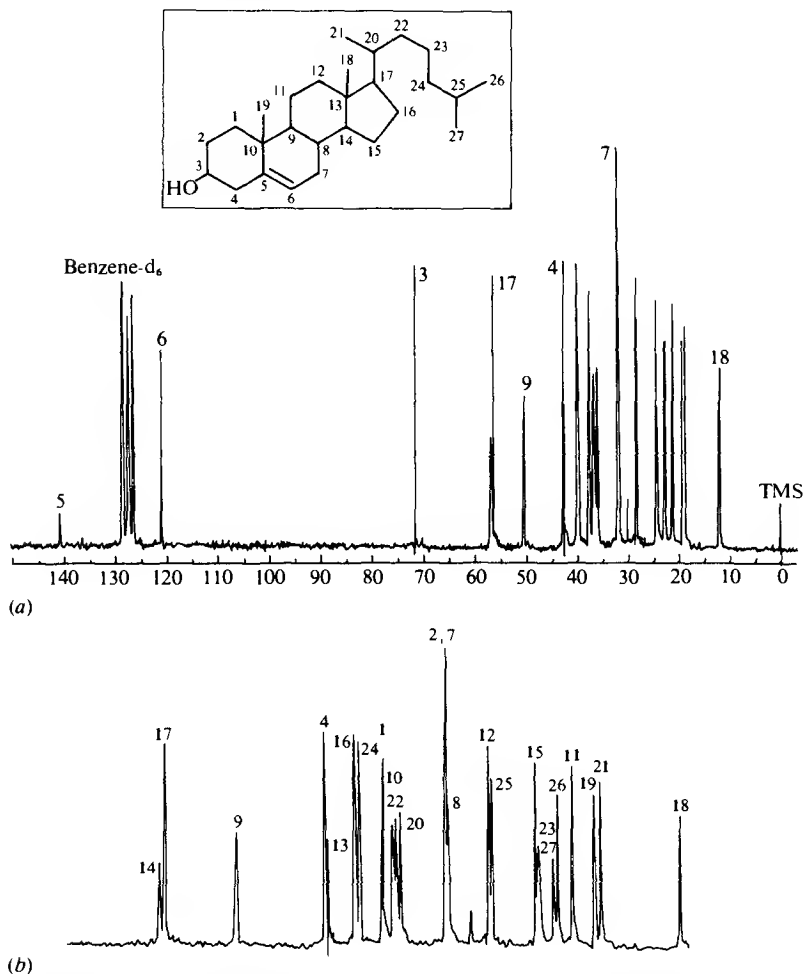 22
21 20 23
18
12 17 24 25 26
11
19 13 16
1 27
2 9 14 15
10 8
3 5 7
HO
4 6
7
Benzene-d₆
3 17 4
6
9 18
5 TMS
140 130 120 110 100 90 80 70 60 50 40 30 20 10 0
(a)
2,7
17 4 16 24 1 12 15 11
10 25 26 19 21
22 8 18
9 20 23
14 13 27
(b)